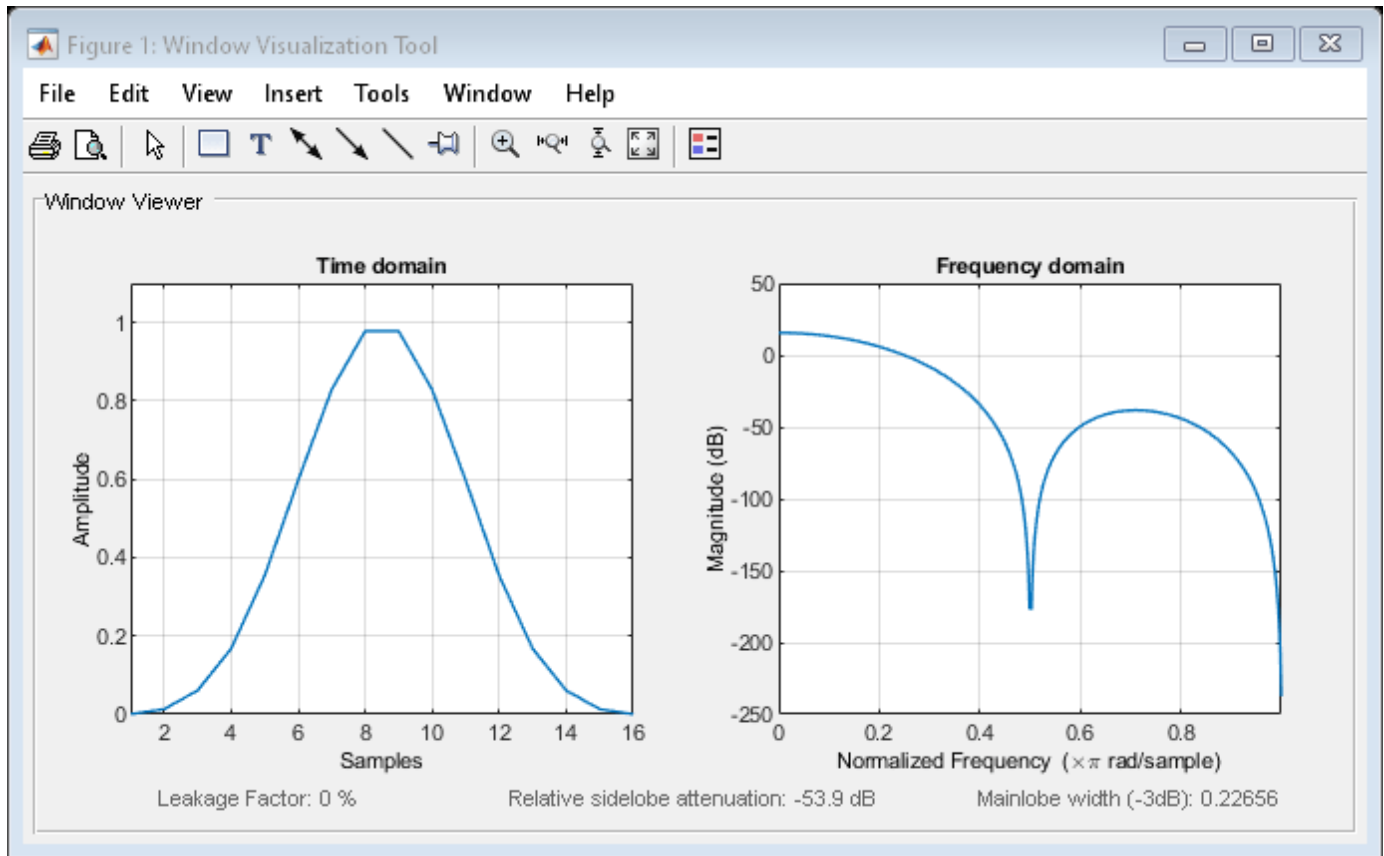 Figure 1: Window Visualization Tool
File Edit View Insert Tools Window Help
T
Window Viewer
Time domain
1
0.8
0.6
0.4
0.2
0
Amplitude
2 4 6 8 10 12 14 16
Samples
Frequency domain
50
0
-50
-100
-150
-200
-250
Magnitude (dB)
0 0.2 0.4 0.6 0.8
Normalized Frequency (×π rad/sample)
Leakage Factor: 0 % Relative sidelobe attenuation: -53.9 dB Mainlobe width (-3dB): 0.22656